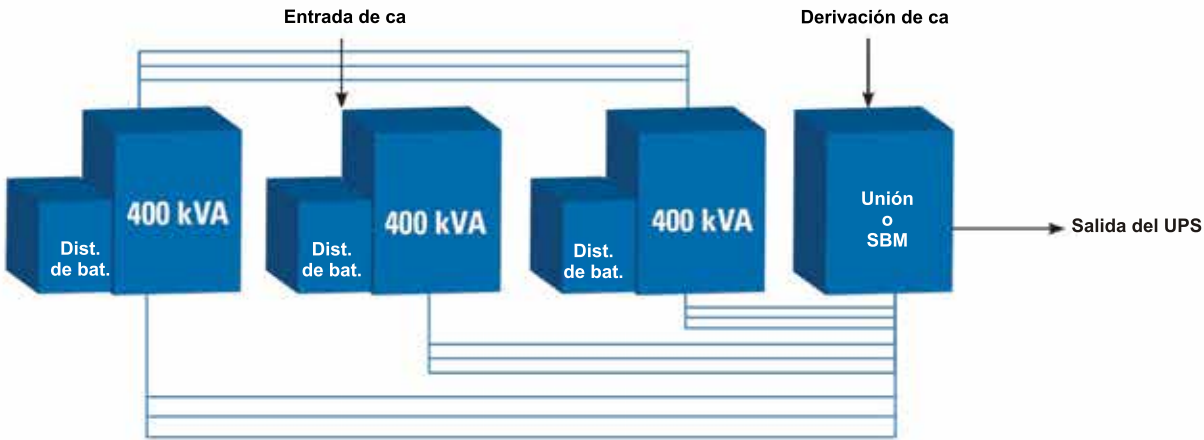 Entrada de ca
Derivación de ca
400 kVA
Dist.
de bat.
400 kVA
Dist.
de bat.
400 kVA
Dist.
de bat.
Unión
o
SBM
Salida del UPS